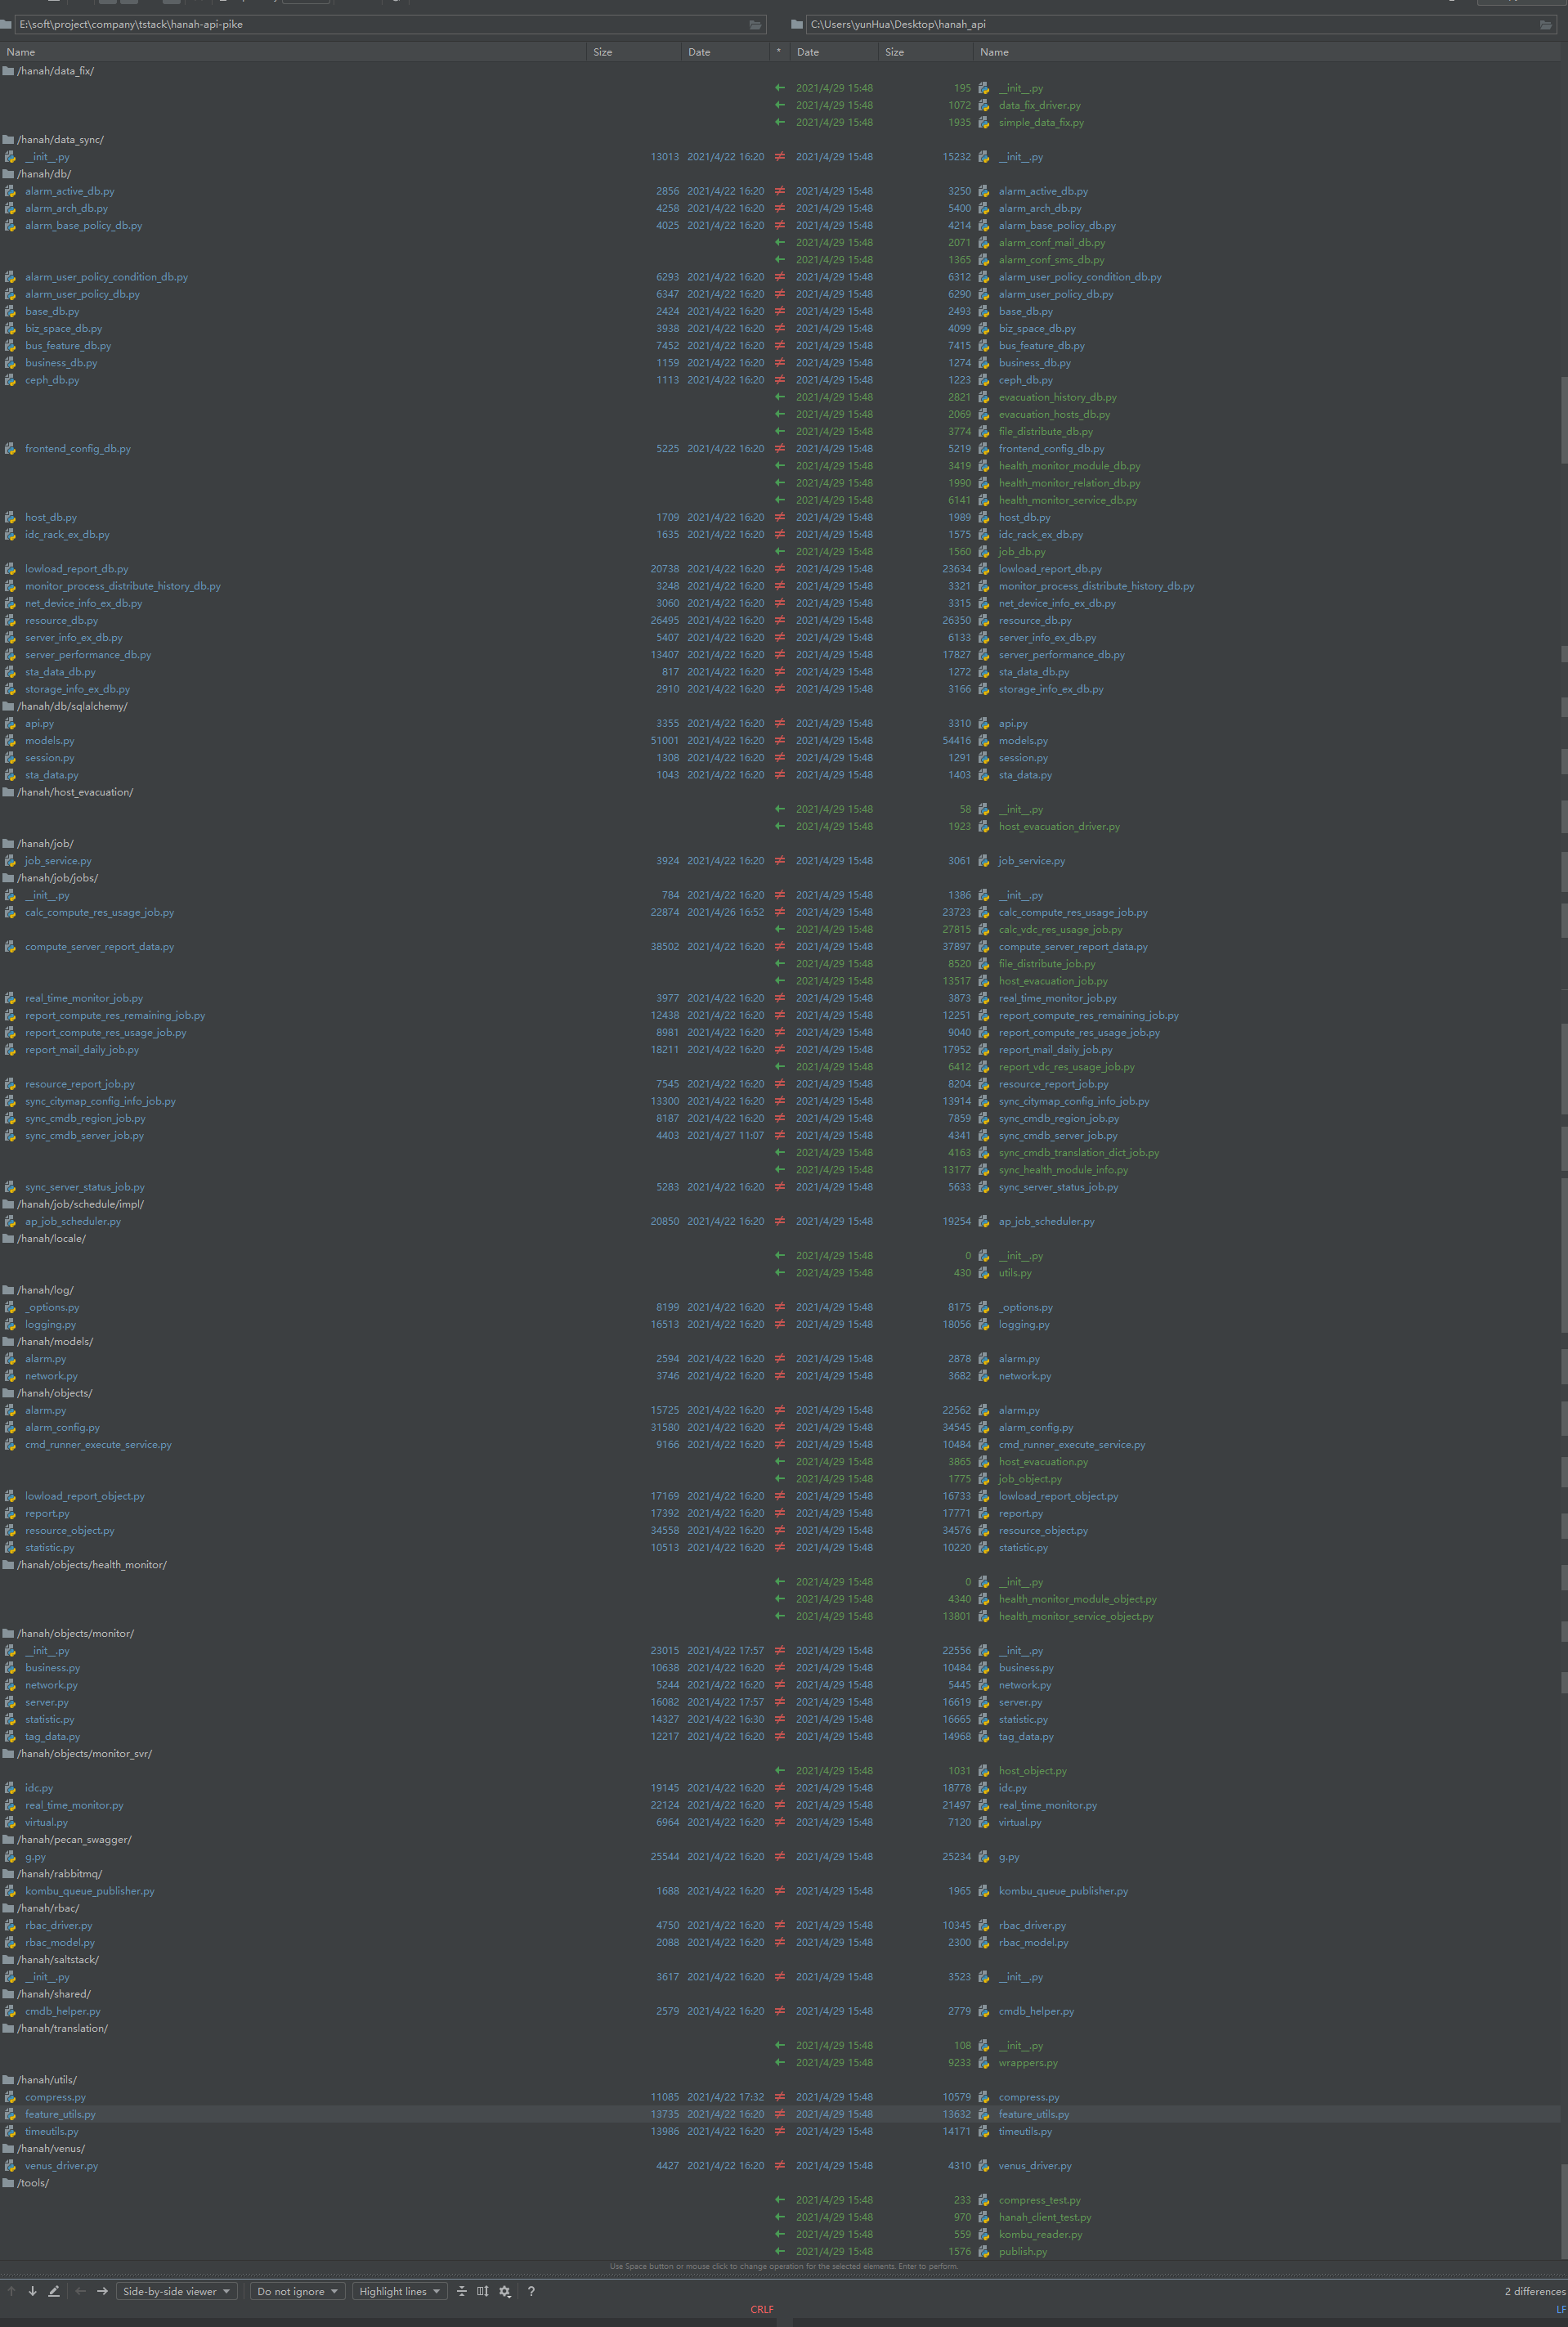 E:\soft\project\company\tstack\hanah-api-pike C:\Users\yunHua\Desktop\hanah_api
Name Size Date * Date Size Name
/hanah/data_fix/
2021/4/29 15:48 195 __init__.py
2021/4/29 15:48 1072 data_fix_driver.py
2021/4/29 15:48 1935 simple_data_fix.py
/hanah/data_sync/
__init__.py 13013 2021/4/22 16:20 ≠ 2021/4/29 15:48 15232 __init__.py
/hanah/db/
alarm_active_db.py 2856 2021/4/22 16:20 ≠ 2021/4/29 15:48 3250 alarm_active_db.py
alarm_arch_db.py 4258 2021/4/22 16:20 ≠ 2021/4/29 15:48 5400 alarm_arch_db.py
alarm_base_policy_db.py 4025 2021/4/22 16:20 ≠ 2021/4/29 15:48 4214 alarm_base_policy_db.py
2021/4/29 15:48 2071 alarm_conf_mail_db.py
2021/4/29 15:48 1365 alarm_conf_sms_db.py
alarm_user_policy_condition_db.py 6293 2021/4/22 16:20 ≠ 2021/4/29 15:48 6312 alarm_user_policy_condition_db.py
alarm_user_policy_db.py 6347 2021/4/22 16:20 ≠ 2021/4/29 15:48 6290 alarm_user_policy_db.py
base_db.py 2424 2021/4/22 16:20 ≠ 2021/4/29 15:48 2493 base_db.py
biz_space_db.py 3938 2021/4/22 16:20 ≠ 2021/4/29 15:48 4099 biz_space_db.py
bus_feature_db.py 7452 2021/4/22 16:20 ≠ 2021/4/29 15:48 7415 bus_feature_db.py
business_db.py 1159 2021/4/22 16:20 ≠ 2021/4/29 15:48 1274 business_db.py
ceph_db.py 1113 2021/4/22 16:20 ≠ 2021/4/29 15:48 1223 ceph_db.py
2021/4/29 15:48 2821 evacuation_history_db.py
2021/4/29 15:48 2069 evacuation_hosts_db.py
2021/4/29 15:48 3774 file_distribute_db.py
frontend_config_db.py 5225 2021/4/22 16:20 ≠ 2021/4/29 15:48 5219 frontend_config_db.py
2021/4/29 15:48 3419 health_monitor_module_db.py
2021/4/29 15:48 1990 health_monitor_relation_db.py
2021/4/29 15:48 6141 health_monitor_service_db.py
host_db.py 1709 2021/4/22 16:20 ≠ 2021/4/29 15:48 1989 host_db.py
idc_rack_ex_db.py 1635 2021/4/22 16:20 ≠ 2021/4/29 15:48 1575 idc_rack_ex_db.py
2021/4/29 15:48 1560 job_db.py
lowload_report_db.py 20738 2021/4/22 16:20 ≠ 2021/4/29 15:48 23634 lowload_report_db.py
monitor_process_distribute_history_db.py 3248 2021/4/22 16:20 ≠ 2021/4/29 15:48 3321 monitor_process_distribute_history_db.py
net_device_info_ex_db.py 3060 2021/4/22 16:20 ≠ 2021/4/29 15:48 3315 net_device_info_ex_db.py
resource_db.py 26495 2021/4/22 16:20 ≠ 2021/4/29 15:48 26350 resource_db.py
server_info_ex_db.py 5407 2021/4/22 16:20 ≠ 2021/4/29 15:48 6133 server_info_ex_db.py
server_performance_db.py 13407 2021/4/22 16:20 ≠ 2021/4/29 15:48 17827 server_performance_db.py
sta_data_db.py 817 2021/4/22 16:20 ≠ 2021/4/29 15:48 1272 sta_data_db.py
storage_info_ex_db.py 2910 2021/4/22 16:20 ≠ 2021/4/29 15:48 3166 storage_info_ex_db.py
/hanah/db/sqlalchemy/
api.py 3355 2021/4/22 16:20 ≠ 2021/4/29 15:48 3310 api.py
models.py 51001 2021/4/22 16:20 ≠ 2021/4/29 15:48 54416 models.py
session.py 1308 2021/4/22 16:20 ≠ 2021/4/29 15:48 1291 session.py
sta_data.py 1043 2021/4/22 16:20 ≠ 2021/4/29 15:48 1403 sta_data.py
/hanah/host_evacuation/
2021/4/29 15:48 58 __init__.py
2021/4/29 15:48 1923 host_evacuation_driver.py
/hanah/job/
job_service.py 3924 2021/4/22 16:20 ≠ 2021/4/29 15:48 3061 job_service.py
/hanah/job/jobs/
__init__.py 784 2021/4/22 16:20 ≠ 2021/4/29 15:48 1386 __init__.py
calc_compute_res_usage_job.py 22874 2021/4/26 16:52 ≠ 2021/4/29 15:48 23723 calc_compute_res_usage_job.py
2021/4/29 15:48 27815 calc_vdc_res_usage_job.py
compute_server_report_data.py 38502 2021/4/22 16:20 ≠ 2021/4/29 15:48 37897 compute_server_report_data.py
2021/4/29 15:48 8520 file_distribute_job.py
2021/4/29 15:48 13517 host_evacuation_job.py
real_time_monitor_job.py 3977 2021/4/22 16:20 ≠ 2021/4/29 15:48 3873 real_time_monitor_job.py
report_compute_res_remaining_job.py 12438 2021/4/22 16:20 ≠ 2021/4/29 15:48 12251 report_compute_res_remaining_job.py
report_compute_res_usage_job.py 8981 2021/4/22 16:20 ≠ 2021/4/29 15:48 9040 report_compute_res_usage_job.py
report_mail_daily_job.py 18211 2021/4/22 16:20 ≠ 2021/4/29 15:48 17952 report_mail_daily_job.py
2021/4/29 15:48 6412 report_vdc_res_usage_job.py
resource_report_job.py 7545 2021/4/22 16:20 ≠ 2021/4/29 15:48 8204 resource_report_job.py
sync_citymap_config_info_job.py 13300 2021/4/22 16:20 ≠ 2021/4/29 15:48 13914 sync_citymap_config_info_job.py
sync_cmdb_region_job.py 8187 2021/4/22 16:20 ≠ 2021/4/29 15:48 7859 sync_cmdb_region_job.py
sync_cmdb_server_job.py 4403 2021/4/27 11:07 ≠ 2021/4/29 15:48 4341 sync_cmdb_server_job.py
2021/4/29 15:48 4163 sync_cmdb_translation_dict_job.py
2021/4/29 15:48 13177 sync_health_module_info.py
sync_server_status_job.py 5283 2021/4/22 16:20 ≠ 2021/4/29 15:48 5633 sync_server_status_job.py
/hanah/job/schedule/impl/
ap_job_scheduler.py 20850 2021/4/22 16:20 ≠ 2021/4/29 15:48 19254 ap_job_scheduler.py
/hanah/locale/
2021/4/29 15:48 0 __init__.py
2021/4/29 15:48 430 utils.py
/hanah/log/
_options.py 8199 2021/4/22 16:20 ≠ 2021/4/29 15:48 8175 _options.py
logging.py 16513 2021/4/22 16:20 ≠ 2021/4/29 15:48 18056 logging.py
/hanah/models/
alarm.py 2594 2021/4/22 16:20 ≠ 2021/4/29 15:48 2878 alarm.py
network.py 3746 2021/4/22 16:20 ≠ 2021/4/29 15:48 3682 network.py
/hanah/objects/
alarm.py 15725 2021/4/22 16:20 ≠ 2021/4/29 15:48 22562 alarm.py
alarm_config.py 31580 2021/4/22 16:20 ≠ 2021/4/29 15:48 34545 alarm_config.py
cmd_runner_execute_service.py 9166 2021/4/22 16:20 ≠ 2021/4/29 15:48 10484 cmd_runner_execute_service.py
2021/4/29 15:48 3865 host_evacuation.py
2021/4/29 15:48 1775 job_object.py
lowload_report_object.py 17169 2021/4/22 16:20 ≠ 2021/4/29 15:48 16733 lowload_report_object.py
report.py 17392 2021/4/22 16:20 ≠ 2021/4/29 15:48 17771 report.py
resource_object.py 34558 2021/4/22 16:20 ≠ 2021/4/29 15:48 34576 resource_object.py
statistic.py 10513 2021/4/22 16:20 ≠ 2021/4/29 15:48 10220 statistic.py
/hanah/objects/health_monitor/
2021/4/29 15:48 0 __init__.py
2021/4/29 15:48 4340 health_monitor_module_object.py
2021/4/29 15:48 13801 health_monitor_service_object.py
/hanah/objects/monitor/
__init__.py 23015 2021/4/22 17:57 ≠ 2021/4/29 15:48 22556 __init__.py
business.py 10638 2021/4/22 16:20 ≠ 2021/4/29 15:48 10484 business.py
network.py 5244 2021/4/22 16:20 ≠ 2021/4/29 15:48 5445 network.py
server.py 16082 2021/4/22 17:57 ≠ 2021/4/29 15:48 16619 server.py
statistic.py 14327 2021/4/22 16:30 ≠ 2021/4/29 15:48 16665 statistic.py
tag_data.py 12217 2021/4/22 16:20 ≠ 2021/4/29 15:48 14968 tag_data.py
/hanah/objects/monitor_svr/
2021/4/29 15:48 1031 host_object.py
idc.py 19145 2021/4/22 16:20 ≠ 2021/4/29 15:48 18778 idc.py
real_time_monitor.py 22124 2021/4/22 16:20 ≠ 2021/4/29 15:48 21497 real_time_monitor.py
virtual.py 6964 2021/4/22 16:20 ≠ 2021/4/29 15:48 7120 virtual.py
/hanah/pecan_swagger/
g.py 25544 2021/4/22 16:20 ≠ 2021/4/29 15:48 25234 g.py
/hanah/rabbitmq/
kombu_queue_publisher.py 1688 2021/4/22 16:20 ≠ 2021/4/29 15:48 1965 kombu_queue_publisher.py
/hanah/rbac/
rbac_driver.py 4750 2021/4/22 16:20 ≠ 2021/4/29 15:48 10345 rbac_driver.py
rbac_model.py 2088 2021/4/22 16:20 ≠ 2021/4/29 15:48 2300 rbac_model.py
/hanah/saltstack/
__init__.py 3617 2021/4/22 16:20 ≠ 2021/4/29 15:48 3523 __init__.py
/hanah/shared/
cmdb_helper.py 2579 2021/4/22 16:20 ≠ 2021/4/29 15:48 2779 cmdb_helper.py
/hanah/translation/
2021/4/29 15:48 108 __init__.py
2021/4/29 15:48 9233 wrappers.py
/hanah/utils/
compress.py 11085 2021/4/22 17:32 ≠ 2021/4/29 15:48 10579 compress.py
feature_utils.py 13735 2021/4/22 16:20 ≠ 2021/4/29 15:48 13632 feature_utils.py
timeutils.py 13986 2021/4/22 16:20 ≠ 2021/4/29 15:48 14171 timeutils.py
/hanah/venus/
venus_driver.py 4427 2021/4/22 16:20 ≠ 2021/4/29 15:48 4310 venus_driver.py
/tools/
2021/4/29 15:48 233 compress_test.py
2021/4/29 15:48 970 hanah_client_test.py
2021/4/29 15:48 559 kombu_reader.py
2021/4/29 15:48 1576 publish.py
Use Space button or mouse click to change operation for the selected elements. Enter to perform.
Side-by-side viewer Do not ignore Highlight lines ? 2 differences
CRLF LF